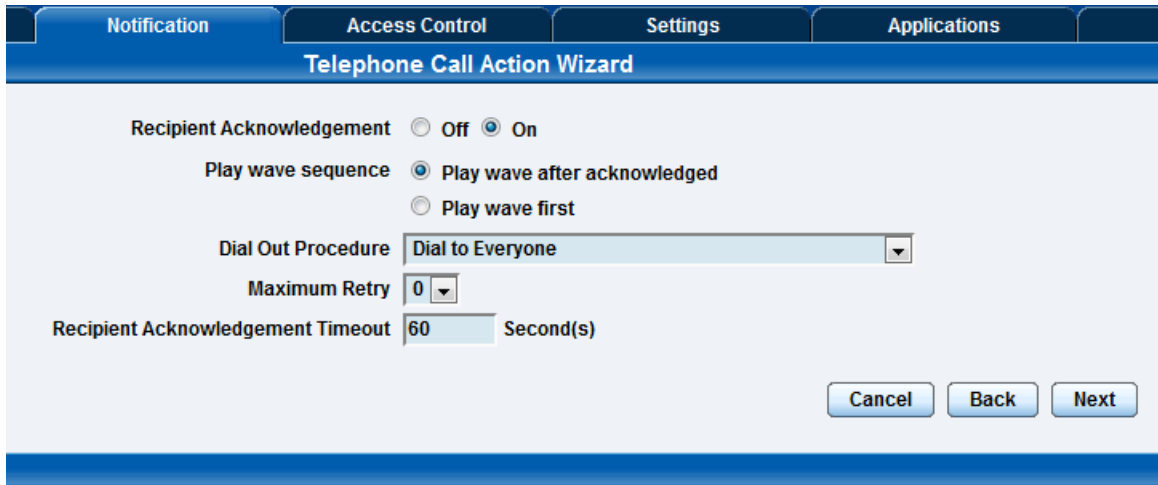 Notification Access Control Settings Applications
Telephone Call Action Wizard
Recipient Acknowledgement Off On
Play wave sequence Play wave after acknowledged
Play wave first
Dial Out Procedure Dial to Everyone
Maximum Retry 0
Recipient Acknowledgement Timeout 60 Second(s)
Cancel Back Next